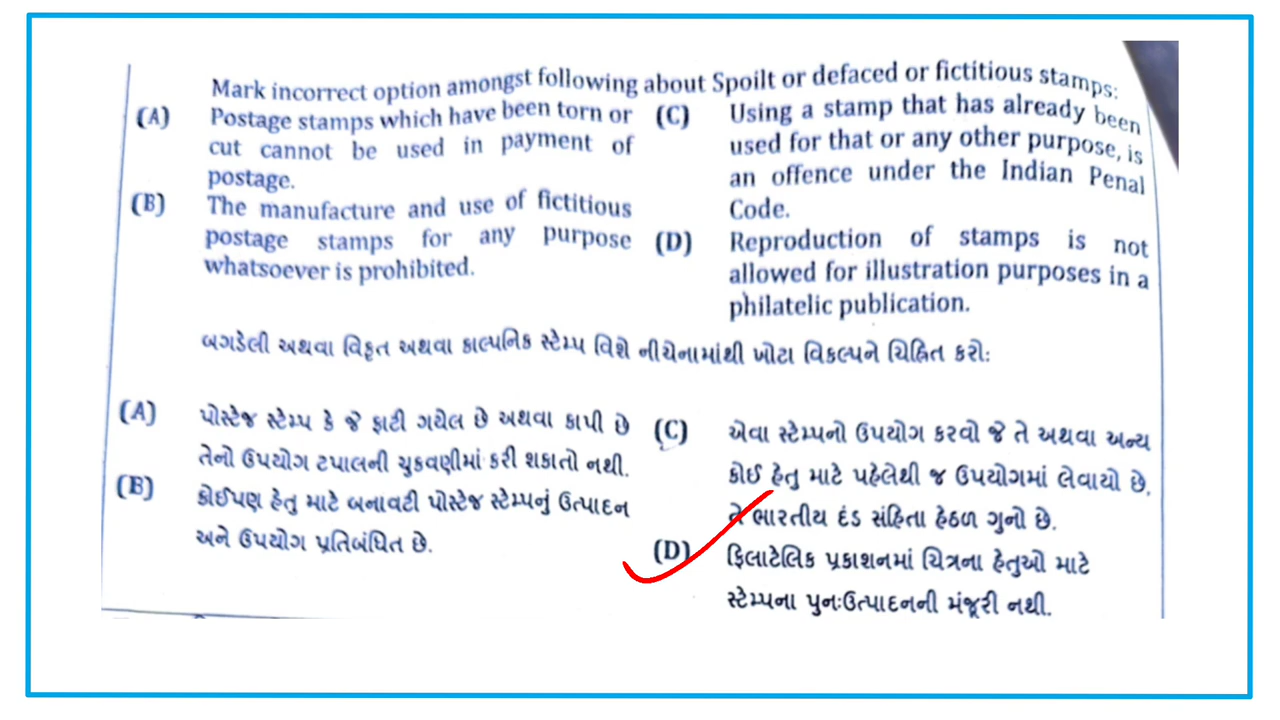 Mark incorrect option amongst following about Spoilt or defaced or fictitious stamps:
(A) Postage stamps which have been torn or
cut cannot be used in payment of
postage.
(B) The manufacture and use of fictitious
postage stamps for any purpose
whatsoever is prohibited.
(C) Using a stamp that has already been
used for that or any other purpose, is
an offence under the Indian Penal
Code.
(D) Reproduction of stamps is not
allowed for illustration purposes in a
philatelic publication.
બગડેલી અથવા વિકૃત અથવા કાલ્પનિક સ્ટેમ્પ વિશે નીચેનામાંથી ખોટા વિકલ્પને ચિહ્નિત કરો:
(A) પોસ્ટેજ સ્ટેમ્પ કે જે ફાટી ગયેલ છે અથવા કાપી છે
તેનો ઉપયોગ ટપાલની ચુકવણીમાં કરી શકાતો નથી.
(B) કોઈપણ હેતુ માટે બનાવટી પોસ્ટેજ સ્ટેમ્પનું ઉત્પાદન
અને ઉપયોગ પ્રતિબંધિત છે.
(C) એવા સ્ટેમ્પનો ઉપયોગ કરવો જે તે અથવા અન્ય
કોઈ હેતુ માટે પહેલેથી જ ઉપયોગમાં લેવાયો છે,
તે ભારતીય દંડ સંહિતા હેઠળ ગુનો છે.
(D) ફિલાટેલિક પ્રકાશનમાં ચિત્રના હેતુઓ માટે
સ્ટેમ્પના પુનઃઉત્પાદનની મંજૂરી નથી.